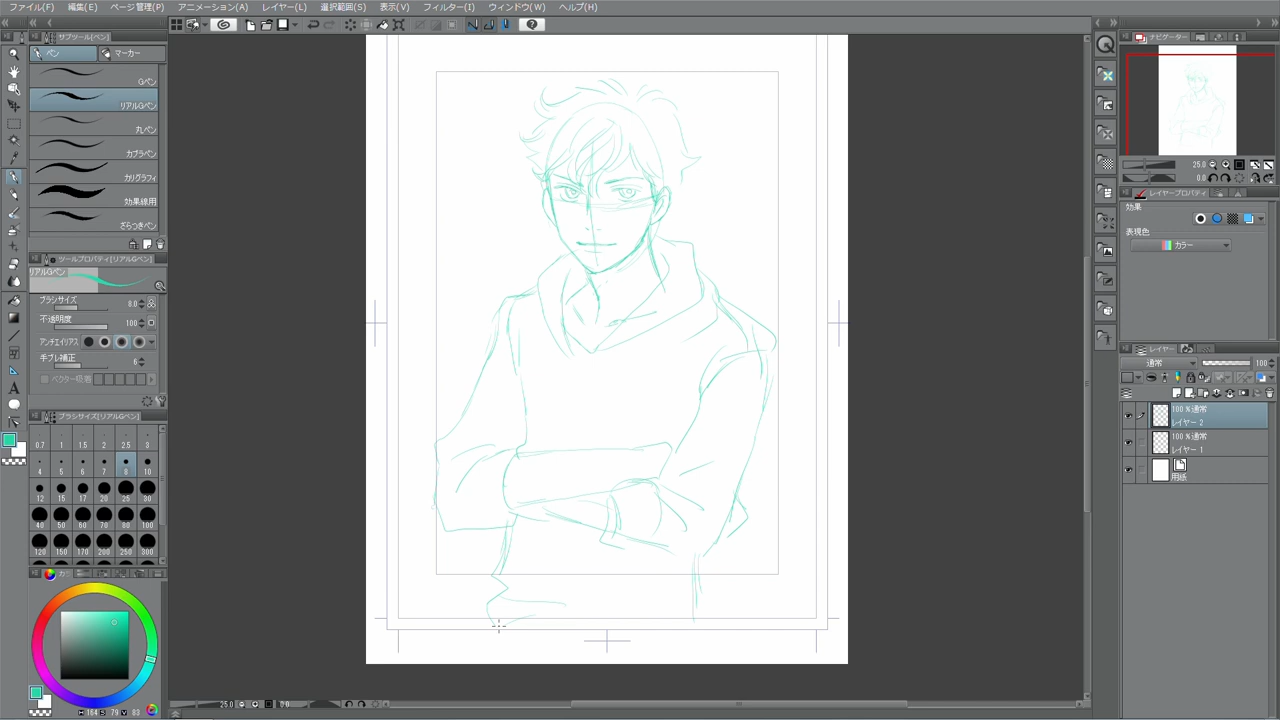 ファイル(F) 編集(E) ページ管理(P) アニメーション(A) レイヤー(L) 選択範囲(S) 表示(V) フィルター(I) ウィンドウ(W) ヘルプ(H)
サブツール[ペン]
ペン マーカー
Gペン
リアルGペン
丸ペン
カブラペン
カリグラフィ
効果線用
ざらつきペン
ツールプロパティ[リアルGペン]
リアルGペン
ブラシサイズ 8.0
不透明度 100
アンチエイリアス
手ブレ補正 6
ベクター吸着
ブラシサイズ[リアルGペン]
0.7 1 1.5 2 2.5 3
4 5 6 7 8 10
12 15 17 20 25 30
40 50 60 70 80 100
120 150 170 200 250 300
H 164 S 79 V 83
25.0 0.0
ナビゲーター
25.0
0.0
レイヤープロパティ
効果
表現色
カラー
レイヤー
通常 100
100 %通常
レイヤー 2
100 %通常
レイヤー 1
用紙